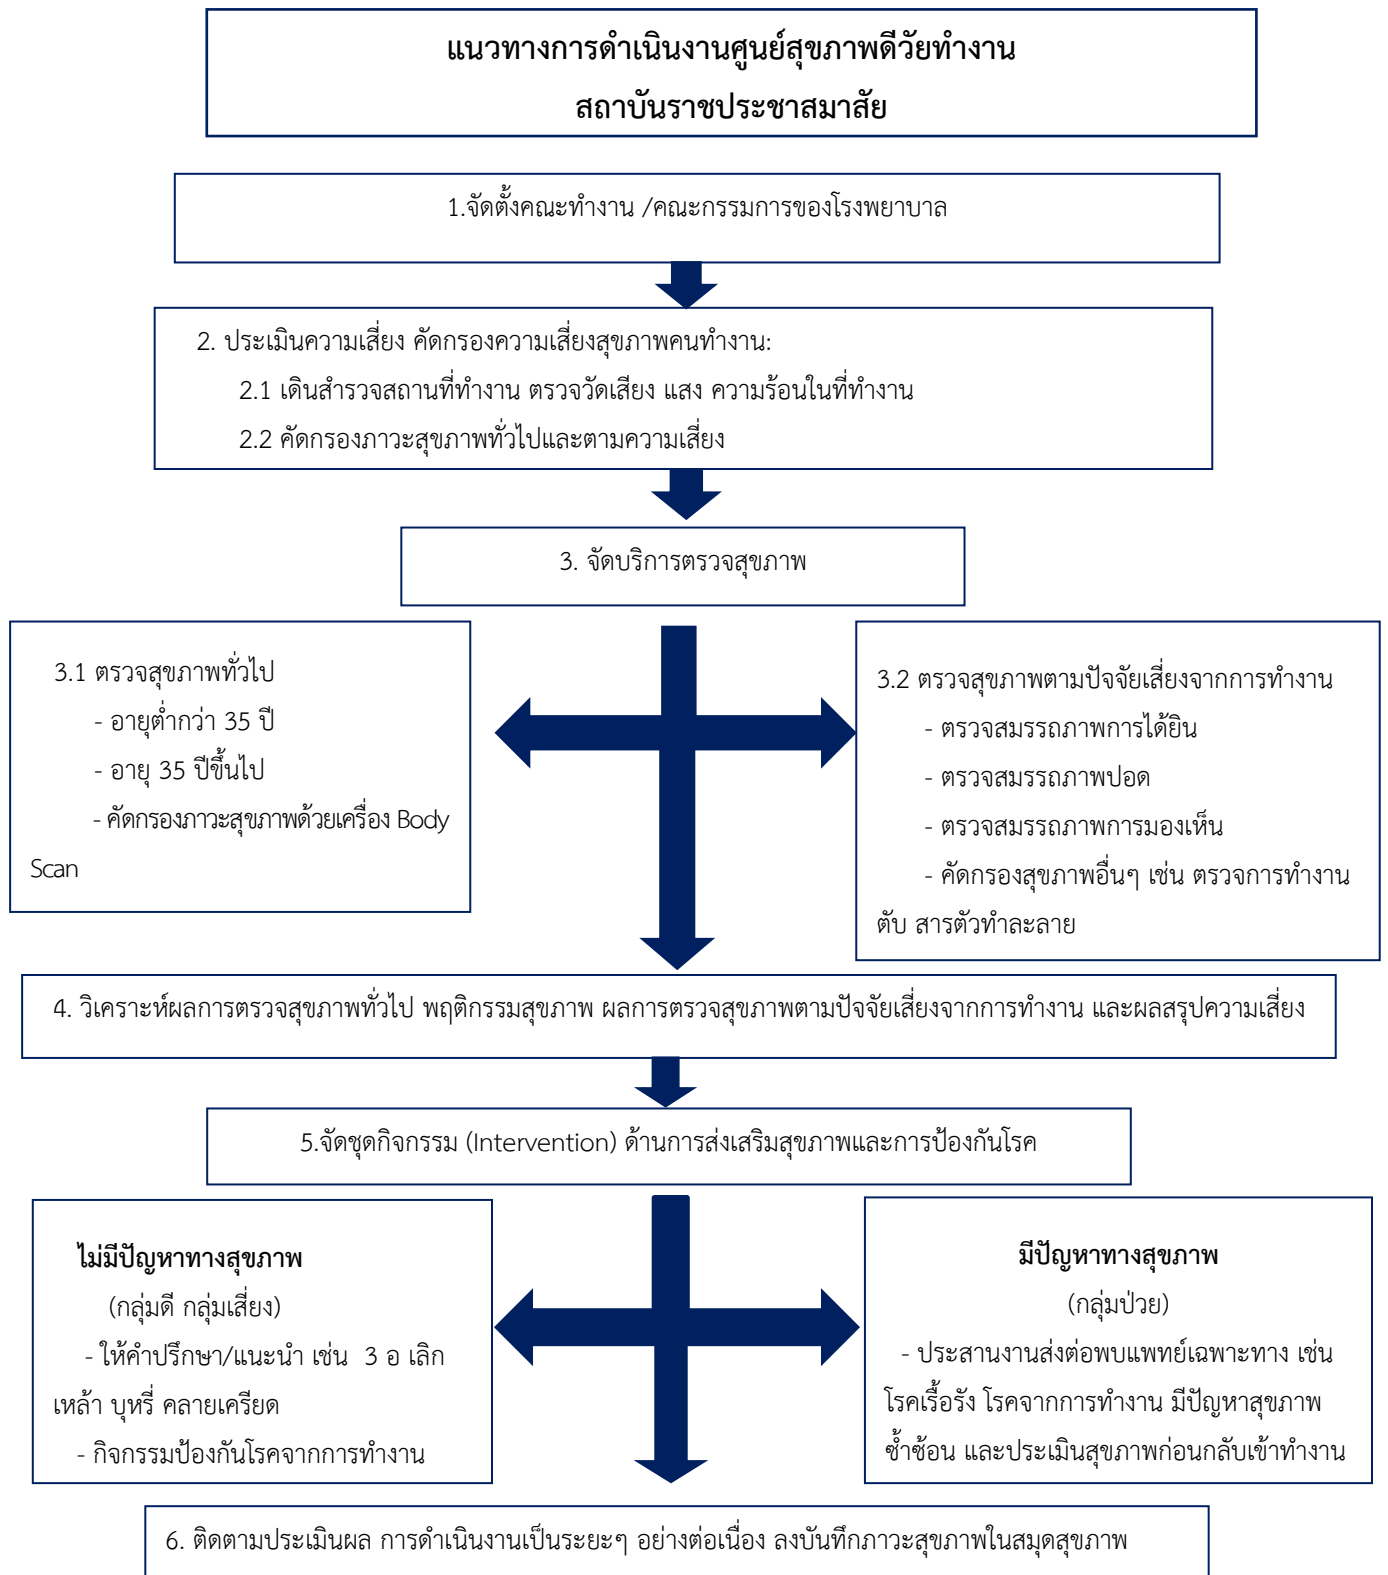 แนวทางการดำเนินงานศูนย์สุขภาพดีวัยทำงาน
สถาบันราชประชาสมาสัย
1.จัดตั้งคณะทำงาน /คณะกรรมการของโรงพยาบาล
2. ประเมินความเสี่ยง คัดกรองความเสี่ยงสุขภาพคนทำงาน:
2.1 เดินสำรวจสถานที่ทำงาน ตรวจวัดเสียง แสง ความร้อนในที่ทำงาน
2.2 คัดกรองภาวะสุขภาพทั่วไปและตามความเสี่ยง
3. จัดบริการตรวจสุขภาพ
3.1 ตรวจสุขภาพทั่วไป
- อายุต่ำกว่า 35 ปี
- อายุ 35 ปีขึ้นไป
- คัดกรองภาวะสุขภาพด้วยเครื่อง Body
Scan
3.2 ตรวจสุขภาพตามปัจจัยเสี่ยงจากการทำงาน
- ตรวจสมรรถภาพการได้ยิน
- ตรวจสมรรถภาพปอด
- ตรวจสมรรถภาพการมองเห็น
- คัดกรองสุขภาพอื่นๆ เช่น ตรวจการทำงาน
ตับ สารตัวทำละลาย
4. วิเคราะห์ผลการตรวจสุขภาพทั่วไป พฤติกรรมสุขภาพ ผลการตรวจสุขภาพตามปัจจัยเสี่ยงจากการทำงาน และผลสรุปความเสี่ยง
5.จัดชุดกิจกรรม (Intervention) ด้านการส่งเสริมสุขภาพและการป้องกันโรค
ไม่มีปัญหาทางสุขภาพ
(กลุ่มดี กลุ่มเสี่ยง)
- ให้คำปรึกษา/แนะนำ เช่น 3 อ เลิก
เหล้า บุหรี่ คลายเครียด
- กิจกรรมป้องกันโรคจากการทำงาน
มีปัญหาทางสุขภาพ
(กลุ่มป่วย)
- ประสานงานส่งต่อพบแพทย์เฉพาะทาง เช่น
โรคเรื้อรัง โรคจากการทำงาน มีปัญหาสุขภาพ
ซ้ำซ้อน และประเมินสุขภาพก่อนกลับเข้าทำงาน
6. ติดตามประเมินผล การดำเนินงานเป็นระยะๆ อย่างต่อเนื่อง ลงบันทึกภาวะสุขภาพในสมุดสุขภาพ